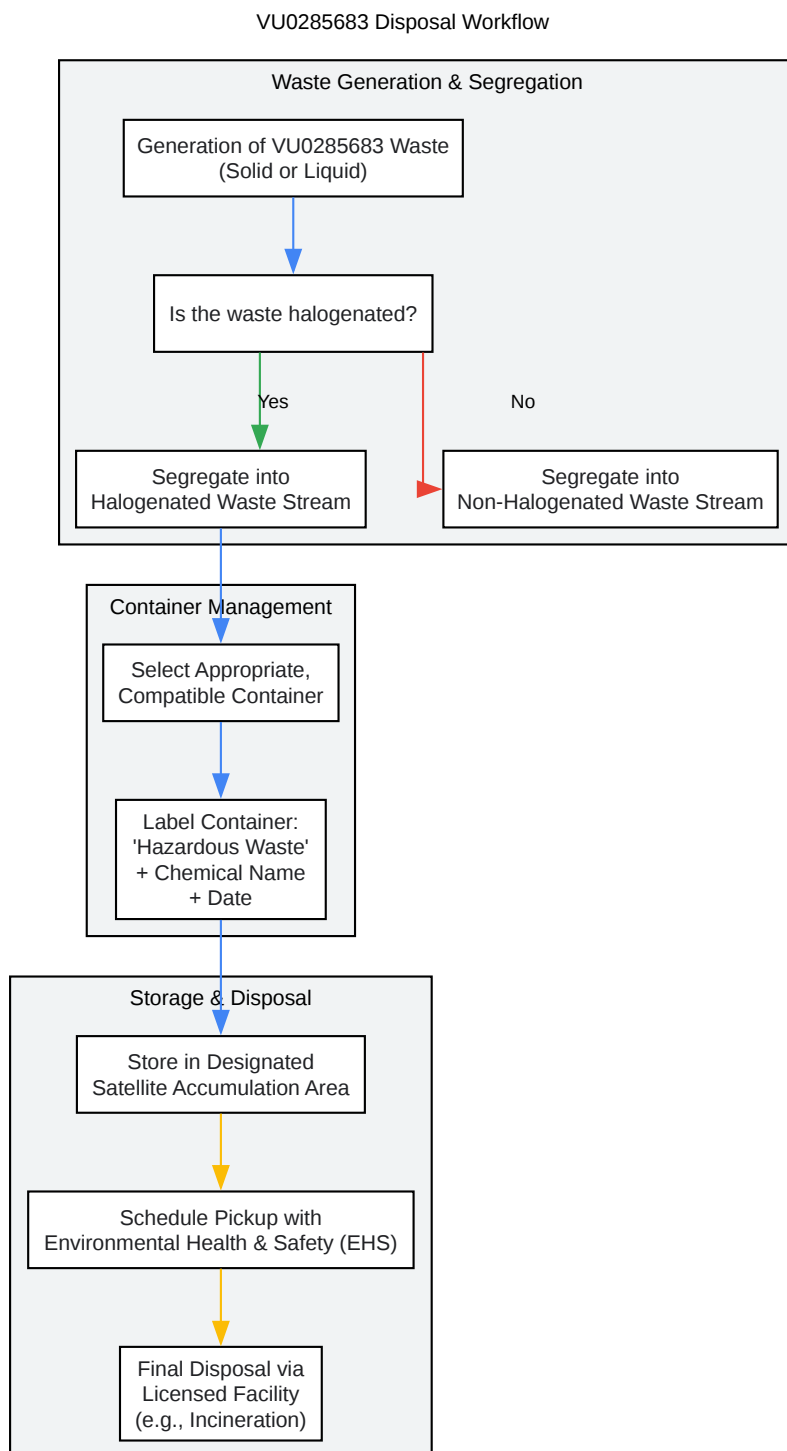 VU0285683 Disposal Workflow
Waste Generation & Segregation
Generation of VU0285683 Waste
(Solid or Liquid)
Is the waste halogenated?
Yes
No
Segregate into
Halogenated Waste Stream
Segregate into
Non-Halogenated Waste Stream
Container Management
Select Appropriate,
Compatible Container
Label Container:
'Hazardous Waste'
+ Chemical Name
+ Date
Storage & Disposal
Store in Designated
Satellite Accumulation Area
Schedule Pickup with
Environmental Health & Safety (EHS)
Final Disposal via
Licensed Facility
(e.g., Incineration)